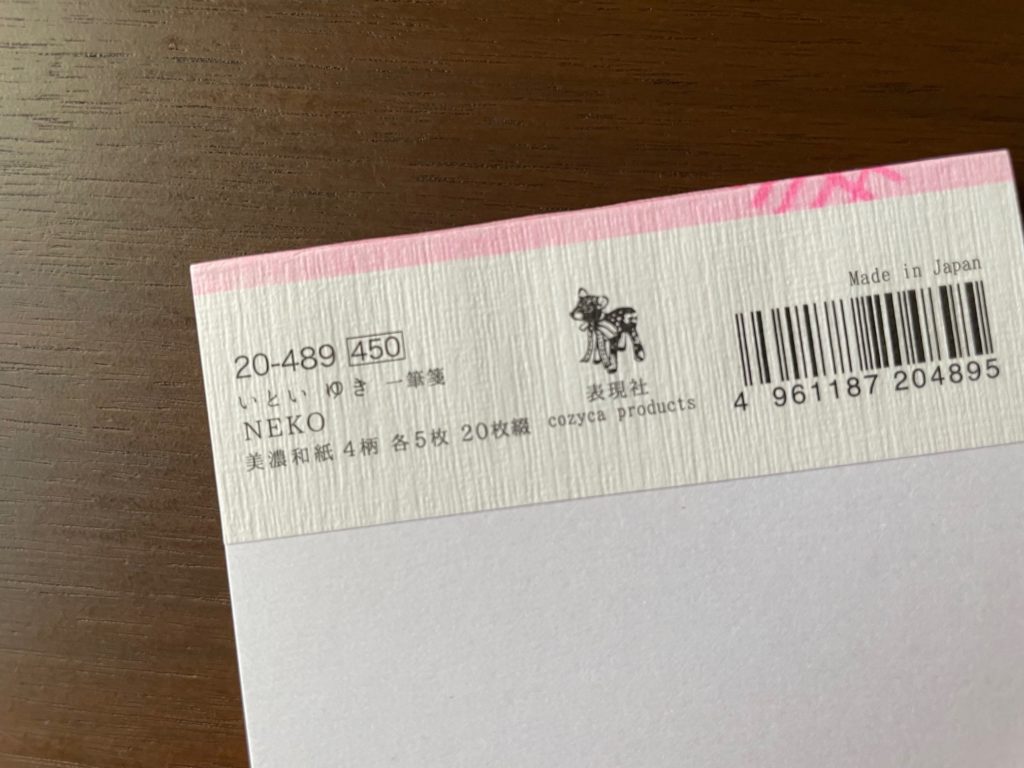 20-489 450
いとい ゆき 一筆箋
NEKO
美濃和紙 4柄 各5枚 20枚綴
表現社
cozyca products
Made in Japan
4 961187 204895